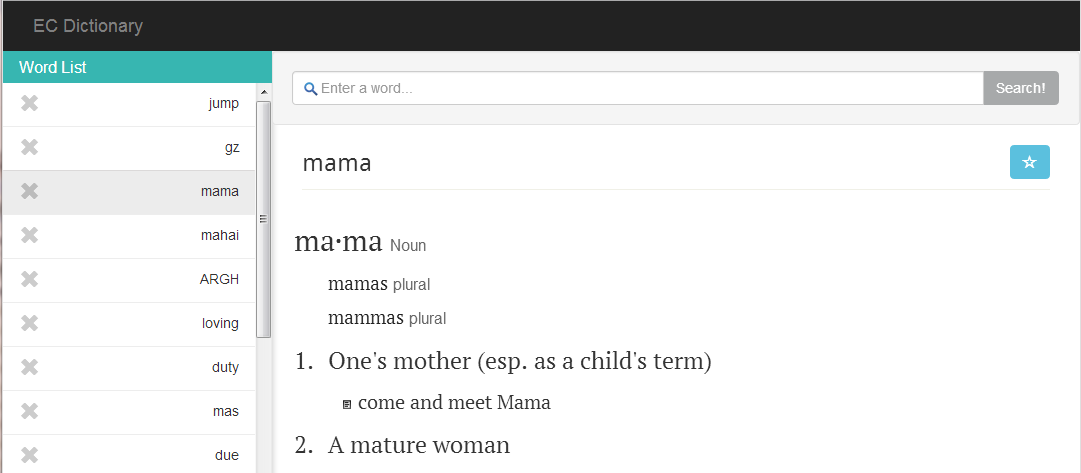 EC Dictionary
Word List
jump
gz
mama
mahai
ARGH
loving
duty
mas
due
Enter a word...
Search!
mama
ma·ma Noun
mamas plural
mammas plural
1. One's mother (esp. as a child's term)
come and meet Mama
2. A mature woman